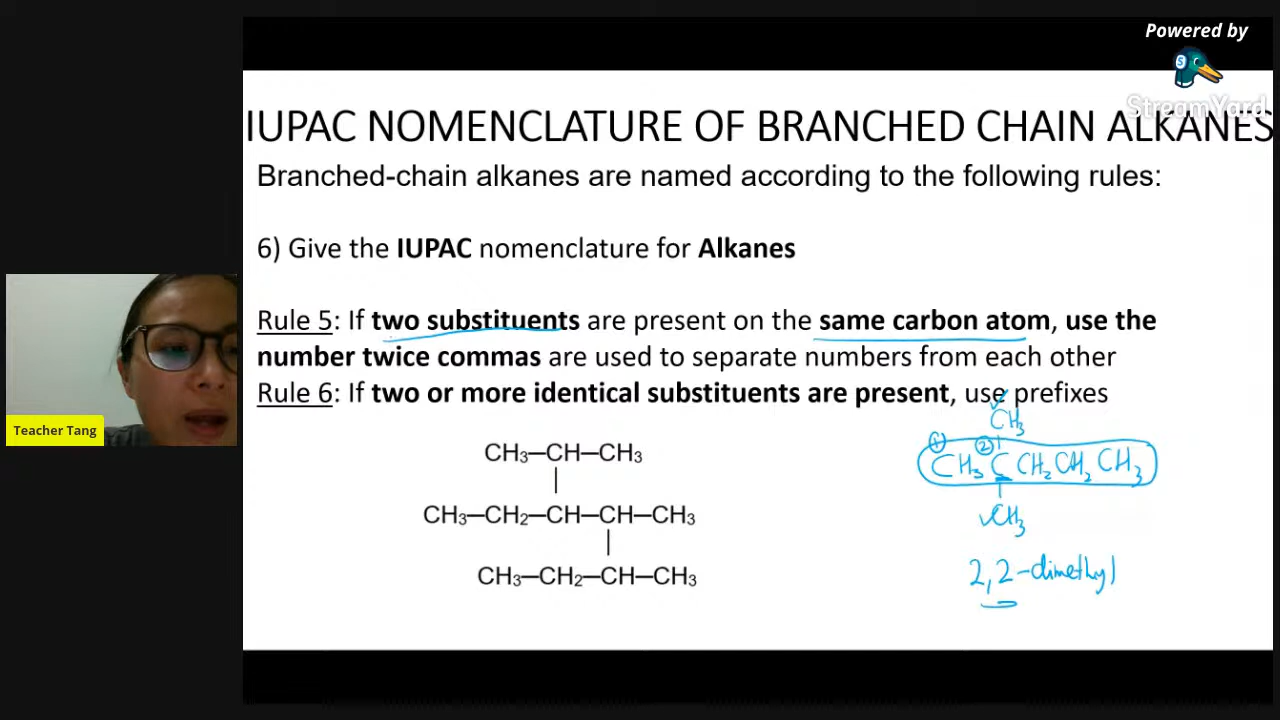 Powered by
StreamYard
IUPAC NOMENCLATURE OF BRANCHED CHAIN ALKANES
Branched-chain alkanes are named according to the following rules:
6) Give the IUPAC nomenclature for Alkanes
Rule 5: If two substituents are present on the same carbon atom, use the
number twice commas are used to separate numbers from each other
Rule 6: If two or more identical substituents are present, use prefixes
CH3
CH3—CH—CH3
1 2
CH3 C CH2 CH2 CH3
CH3—CH2—CH—CH—CH3
CH3
CH3—CH2—CH—CH3
2,2-dimethyl
Teacher Tang